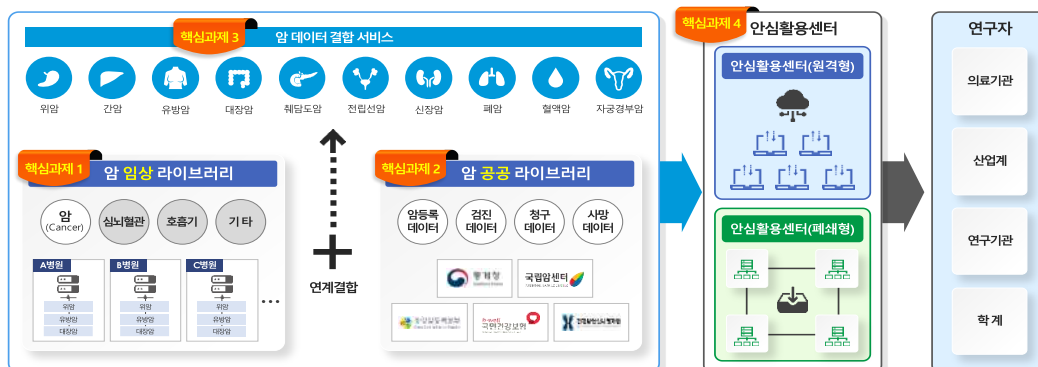 핵심과제 3
암 데이터 결합 서비스
위암
간암
유방암
대장암
췌담도암
전립선암
신장암
폐암
혈액암
자궁경부암
핵심과제 1
암 임상 라이브러리
암
(Cancer)
심뇌혈관
호흡기
기 타
A병원
위암
유방암
대장암
B병원
위암
유방암
대장암
C병원
위암
유방암
대장암
...
연계결합
핵심과제 2
암 공공 라이브러리
암등록
데이터
검진
데이터
청구
데이터
사망
데이터
통계청
국립암센터
국민건강보험
핵심과제 4
안심활용센터
안심활용센터(원격형)
안심활용센터(폐쇄형)
연구자
의료기관
산업계
연구기관
학 계